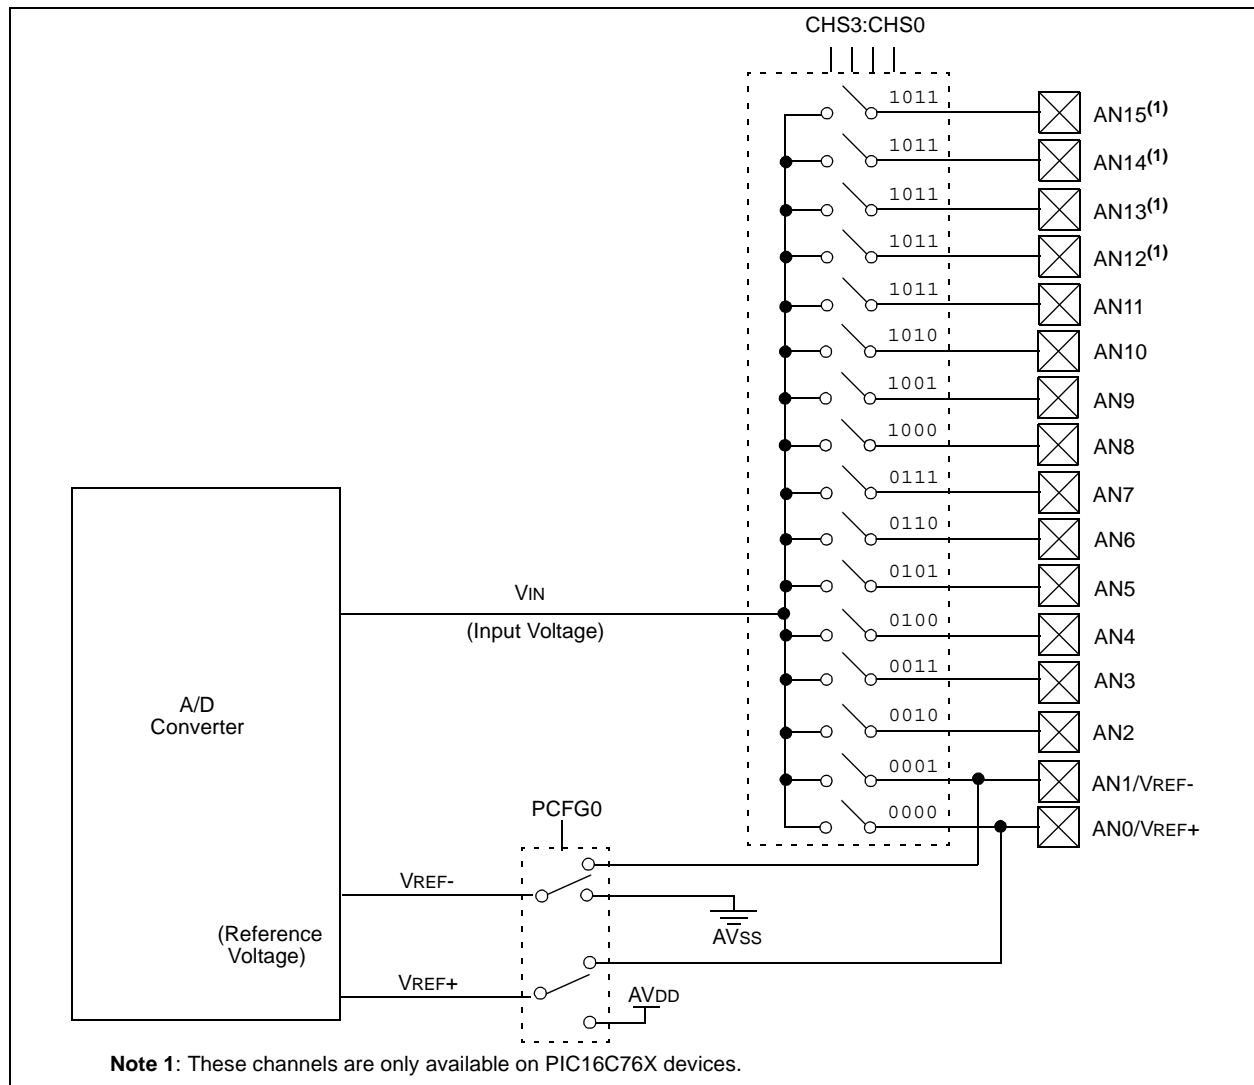 CHS3:CHS0
1011 AN15(1)
1011 AN14(1)
1011 AN13(1)
1011 AN12(1)
1011 AN11
1010 AN10
1001 AN9
1000 AN8
0111 AN7
0110 AN6
0101 AN5
0100 AN4
0011 AN3
0010 AN2
0001 AN1/VREF-
0000 AN0/VREF+
VIN
(Input Voltage)
A/D
Converter
PCFG0
VREF-
AVSS
(Reference
Voltage)
VREF+
AVDD
Note 1: These channels are only available on PIC16C76X devices.